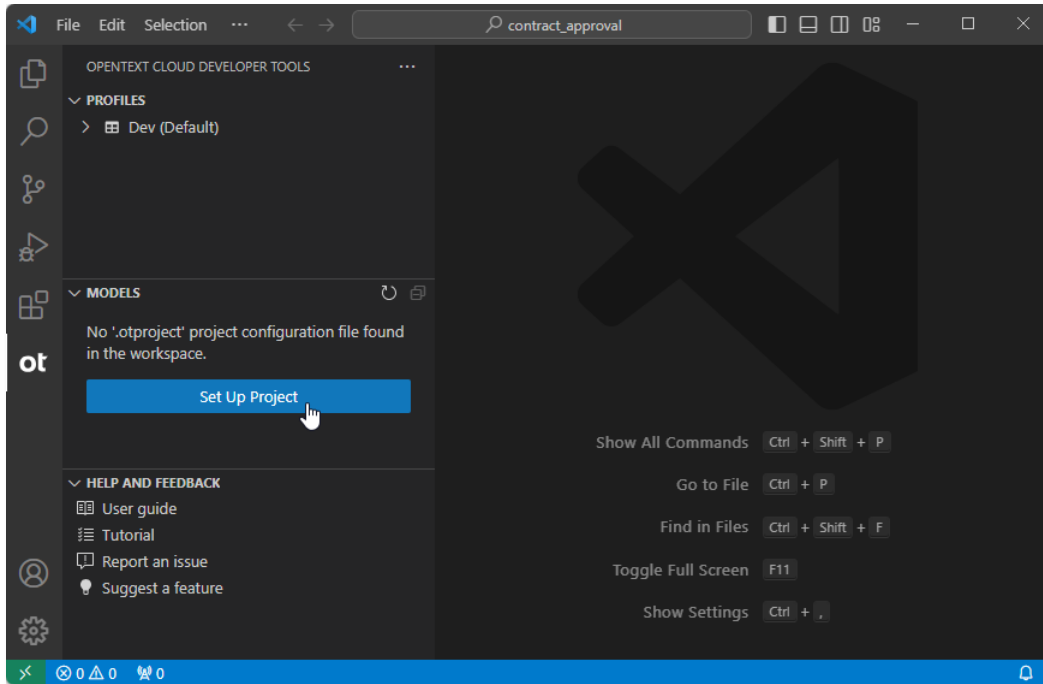 File Edit Selection ··· contract_approval
OPENTEXT CLOUD DEVELOPER TOOLS ···
PROFILES
Dev (Default)
MODELS
No '.otproject' project configuration file found
in the workspace.
ot
Set Up Project
Show All Commands Ctrl + Shift + P
Go to File Ctrl + P
Find in Files Ctrl + Shift + F
Toggle Full Screen F11
Show Settings Ctrl + ,
HELP AND FEEDBACK
User guide
Tutorial
Report an issue
Suggest a feature
0 0 0